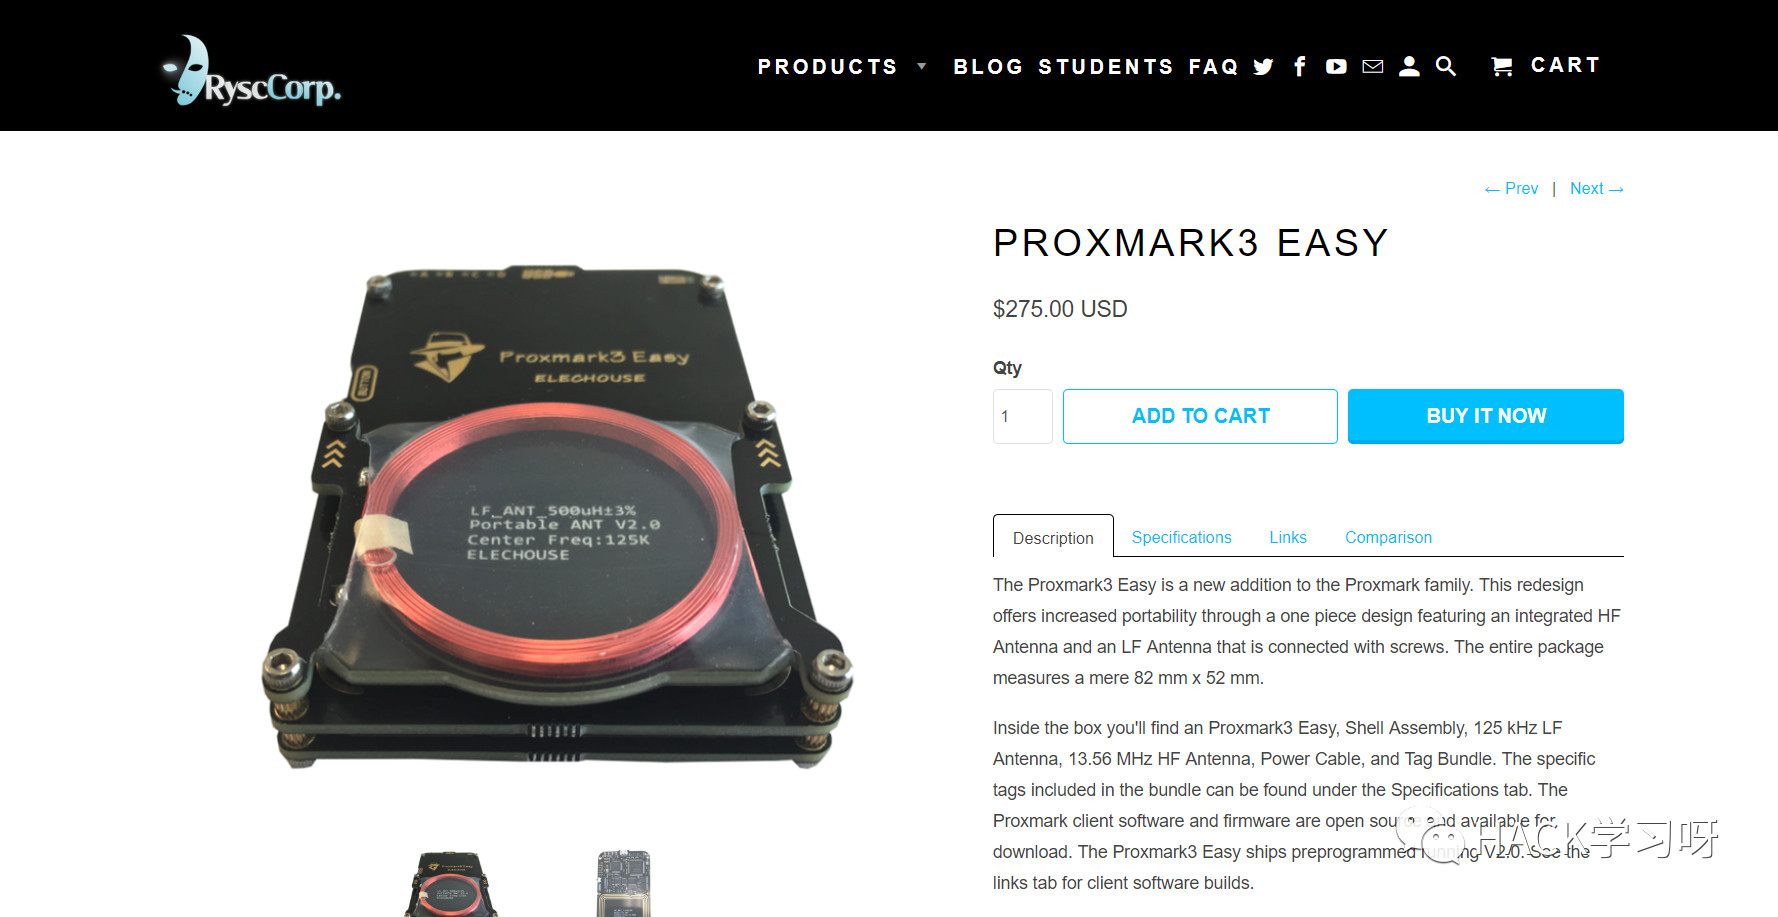 RyscCorp.
PRODUCTS BLOG STUDENTS FAQ CART
← Prev | Next →
PROXMARK3 EASY
$275.00 USD
Qty
1 ADD TO CART BUY IT NOW
Proxmark3 Easy
ELECHOUSE
BUTTON
LF_ANT_500uH±3%
Portable ANT V2.0
Center Freq:125K
ELECHOUSE
Description Specifications Links Comparison
The Proxmark3 Easy is a new addition to the Proxmark family. This redesign
offers increased portability through a one piece design featuring an integrated HF
Antenna and an LF Antenna that is connected with screws. The entire package
measures a mere 82 mm x 52 mm.
Inside the box you'll find an Proxmark3 Easy, Shell Assembly, 125 kHz LF
Antenna, 13.56 MHz HF Antenna, Power Cable, and Tag Bundle. The specific
tags included in the bundle can be found under the Specifications tab. The
Proxmark client software and firmware are open source and available for
download. The Proxmark3 Easy ships preprogrammed running V2.0. See the
links tab for client software builds.
HACK学习呀